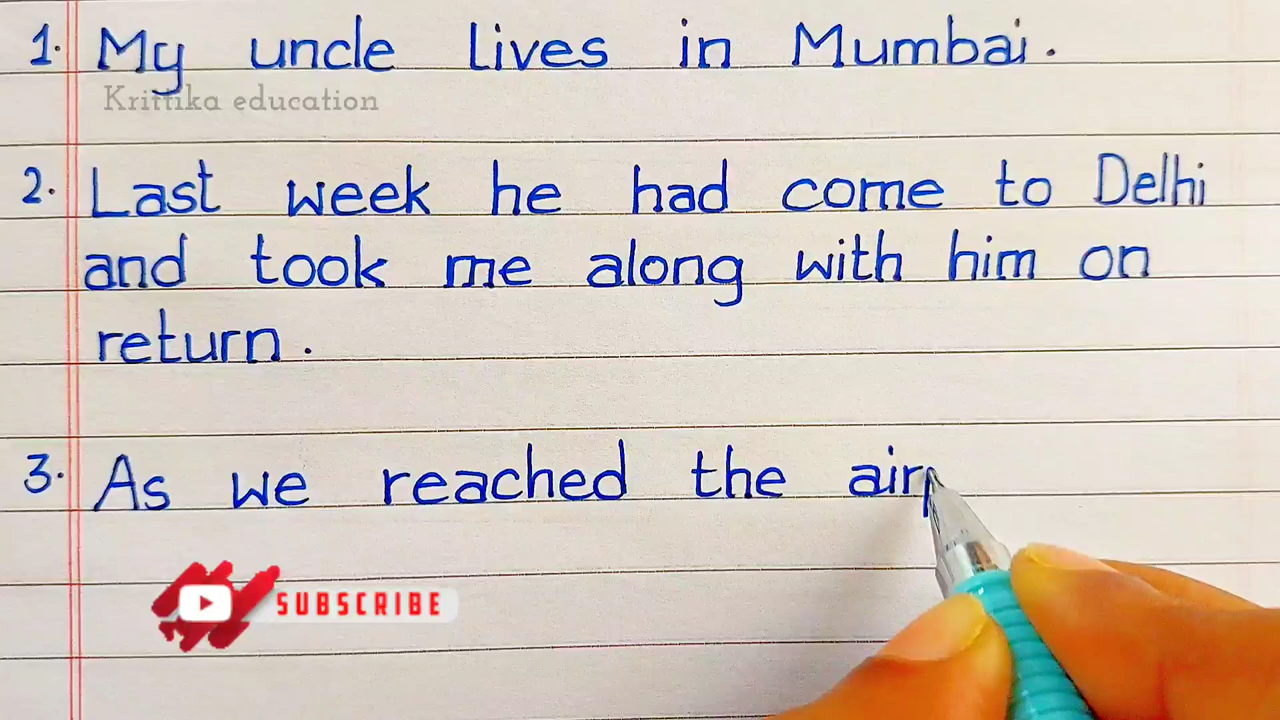 1. My uncle lives in Mumbai.
Krittika education
2. Last week he had come to Delhi
and took me along with him on
return.
3. As we reached the airp
SUBSCRIBE